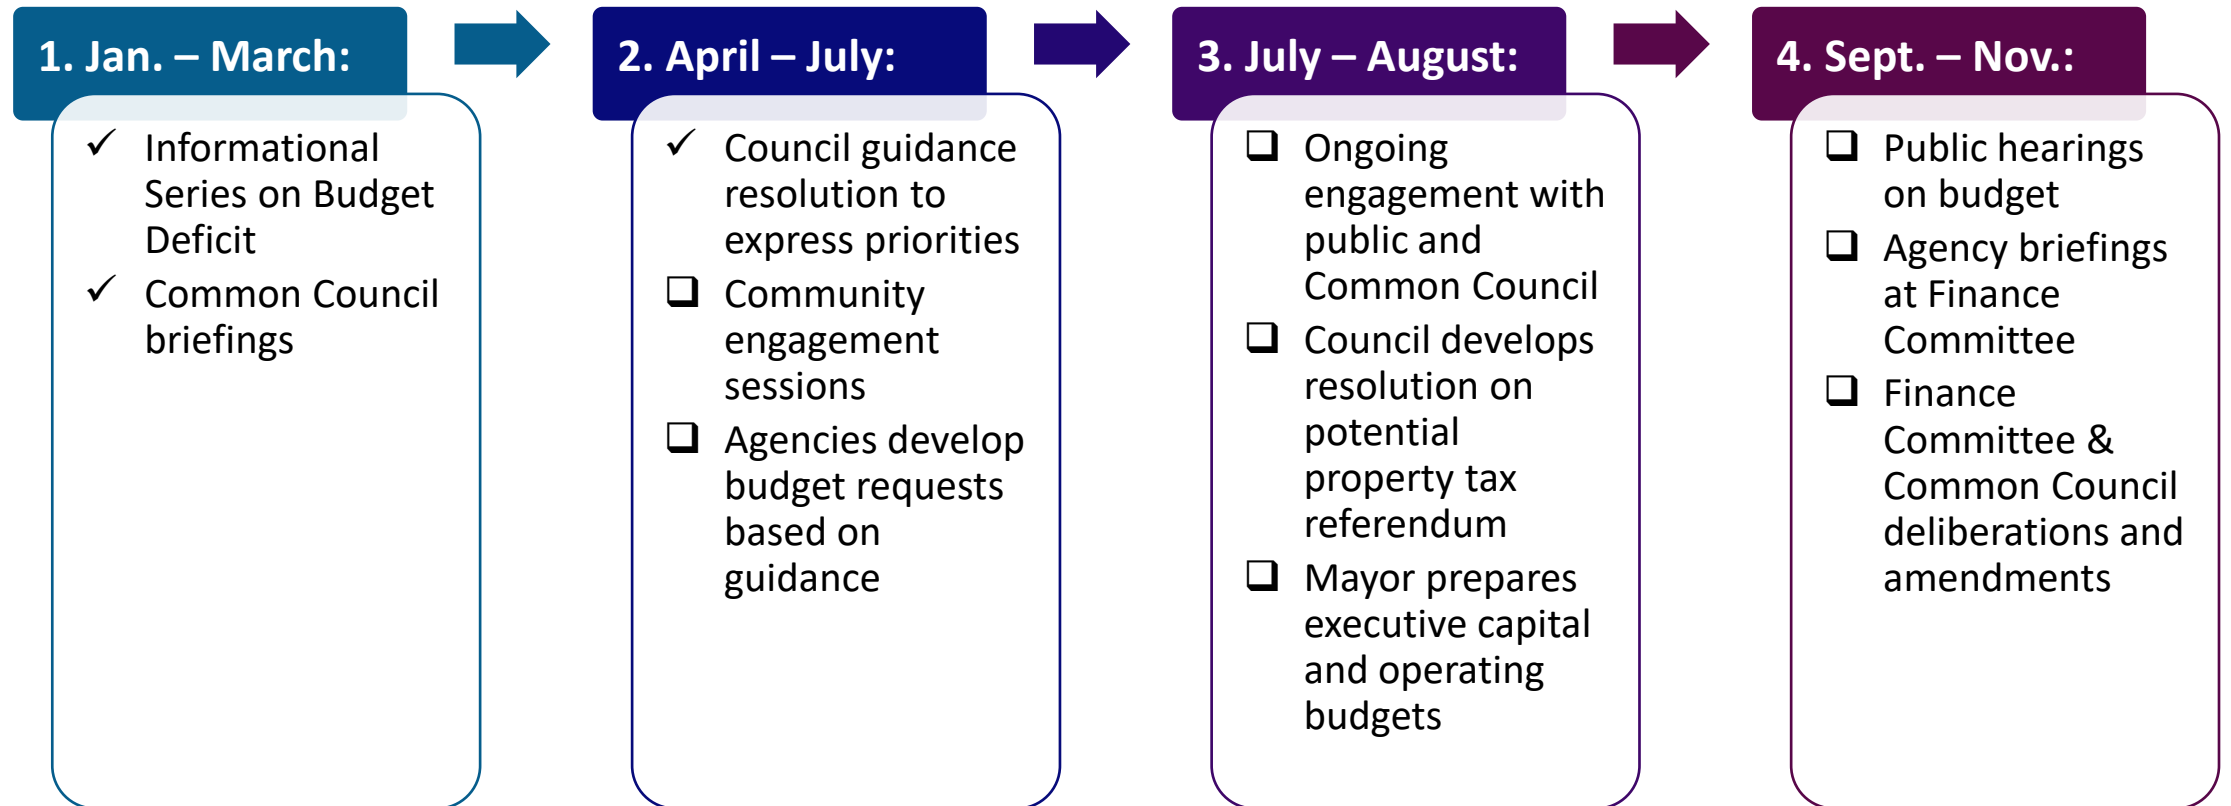 1. Jan. – March:
✓ Informational
Series on Budget
Deficit
✓ Common Council
briefings
2. April – July:
✓ Council guidance
resolution to
express priorities
❑ Community
engagement
sessions
❑ Agencies develop
budget requests
based on
guidance
3. July – August:
❑ Ongoing
engagement with
public and
Common Council
❑ Council develops
resolution on
potential
property tax
referendum
❑ Mayor prepares
executive capital
and operating
budgets
4. Sept. – Nov.:
❑ Public hearings
on budget
❑ Agency briefings
at Finance
Committee
❑ Finance
Committee &
Common Council
deliberations and
amendments